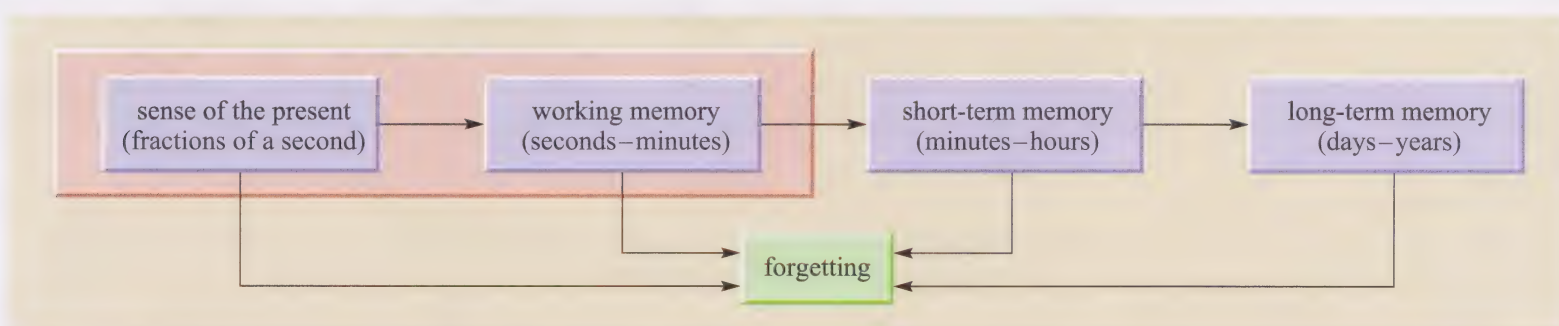 sense of the present
(fractions of a second)
working memory
(seconds–minutes)
short-term memory
(minutes–hours)
long-term memory
(days–years)
forgetting